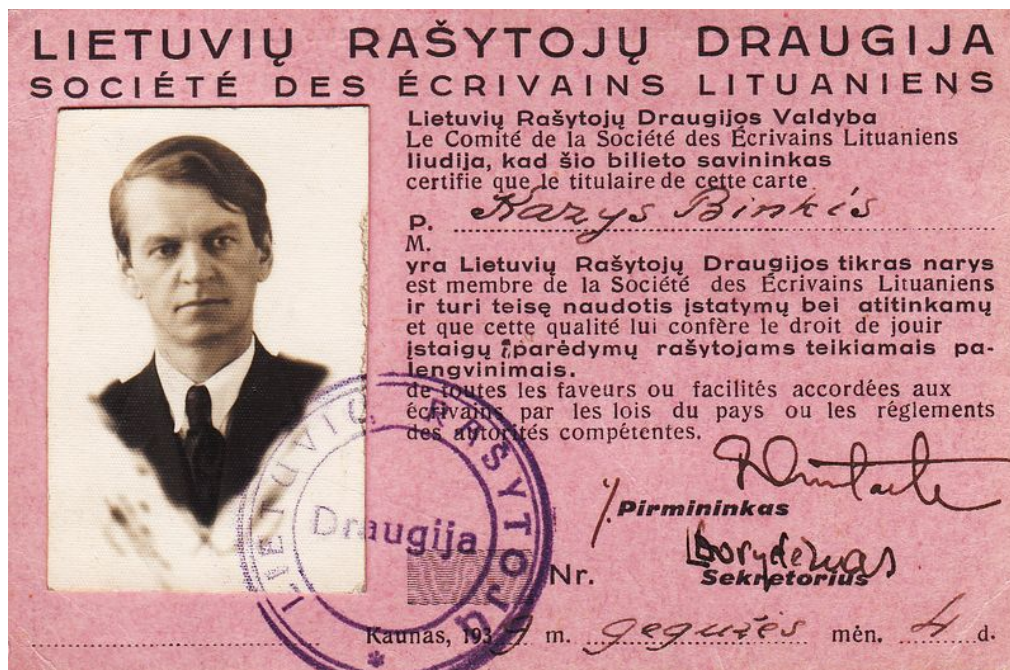 LIETUVIŲ RAŠYTOJŲ DRAUGIJA
SOCIÉTÉ DES ÉCRIVAINS LITUANIENS
Lietuvių Rašytojų Draugijos Valdyba
Le Comité de la Société des Écrivains Lituaniens
liudija, kad šio bilieto savininkas
certifie que le titulaire de cette carte
P. Kazys Binkis
M.
yra Lietuvių Rašytojų Draugijos tikras narys
est membre de la Société des Écrivains Lituaniens
ir turi teisę naudotis įstatymų bei atitinkamų
et que cette qualité lui confère le droit de jouir
įstaigų parėdymų rašytojams teikiamais pa-
lengvinimais.
de toutes les faveurs ou facilités accordées aux
écrivains par les lois du pays ou les réglements
des autorités compétentes.
Pirmininkas
Nr.
Sekretorius
Kaunas, 193 m. gegužės mėn. 4 d.
LIETUVIŲ RAŠYTOJŲ
Draugija